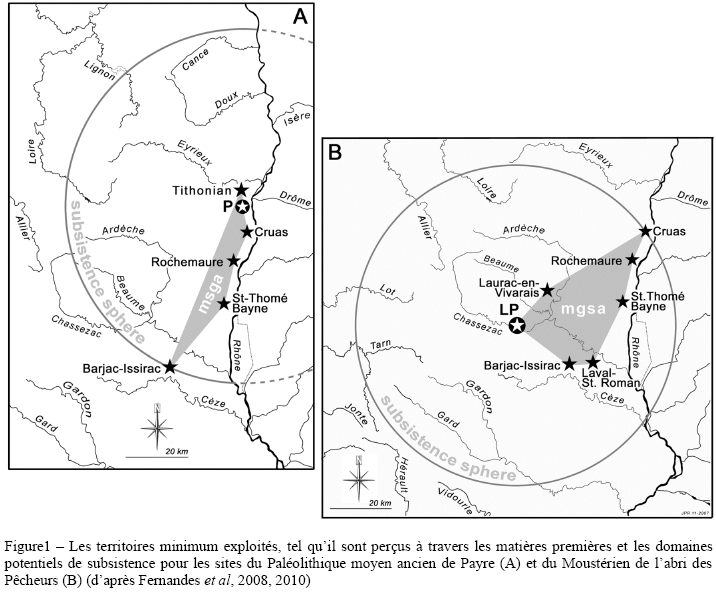 A
Lignon
Cance
Doux
Isère
Loire
Eyrieux
Tithonian
P
Drôme
Allier
Ardèche
Cruas
subsistence sphere
Rochemaure
msga
Beaume
St-Thomé
Bayne
Chassezac
Rhône
Barjac-Issirac
Cèze
Gardon
Gard
20 km
B
Eyrieux
Loire
Drôme
Allier
Ardèche
Cruas
Beaume
Rochemaure
Laurac-en-
Vivarais
Lot
LP
mgsa
St.Thomé
Bayne
Chassezac
Tarn
Rhône
Barjac-Issirac
Laval-
St. Roman
Cèze
Jonte
subsistence sphere
Gard
Gardon
Hérault
Vidourle
20 km
JPR 11-2007
Figure1 – Les territoires minimum exploités, tel qu'il sont perçus à travers les matières premières et les domaines
potentiels de subsistence pour les sites du Paléolithique moyen ancien de Payre (A) et du Moustérien de l'abri des
Pêcheurs (B) (d'après Fernandes et al, 2008, 2010)